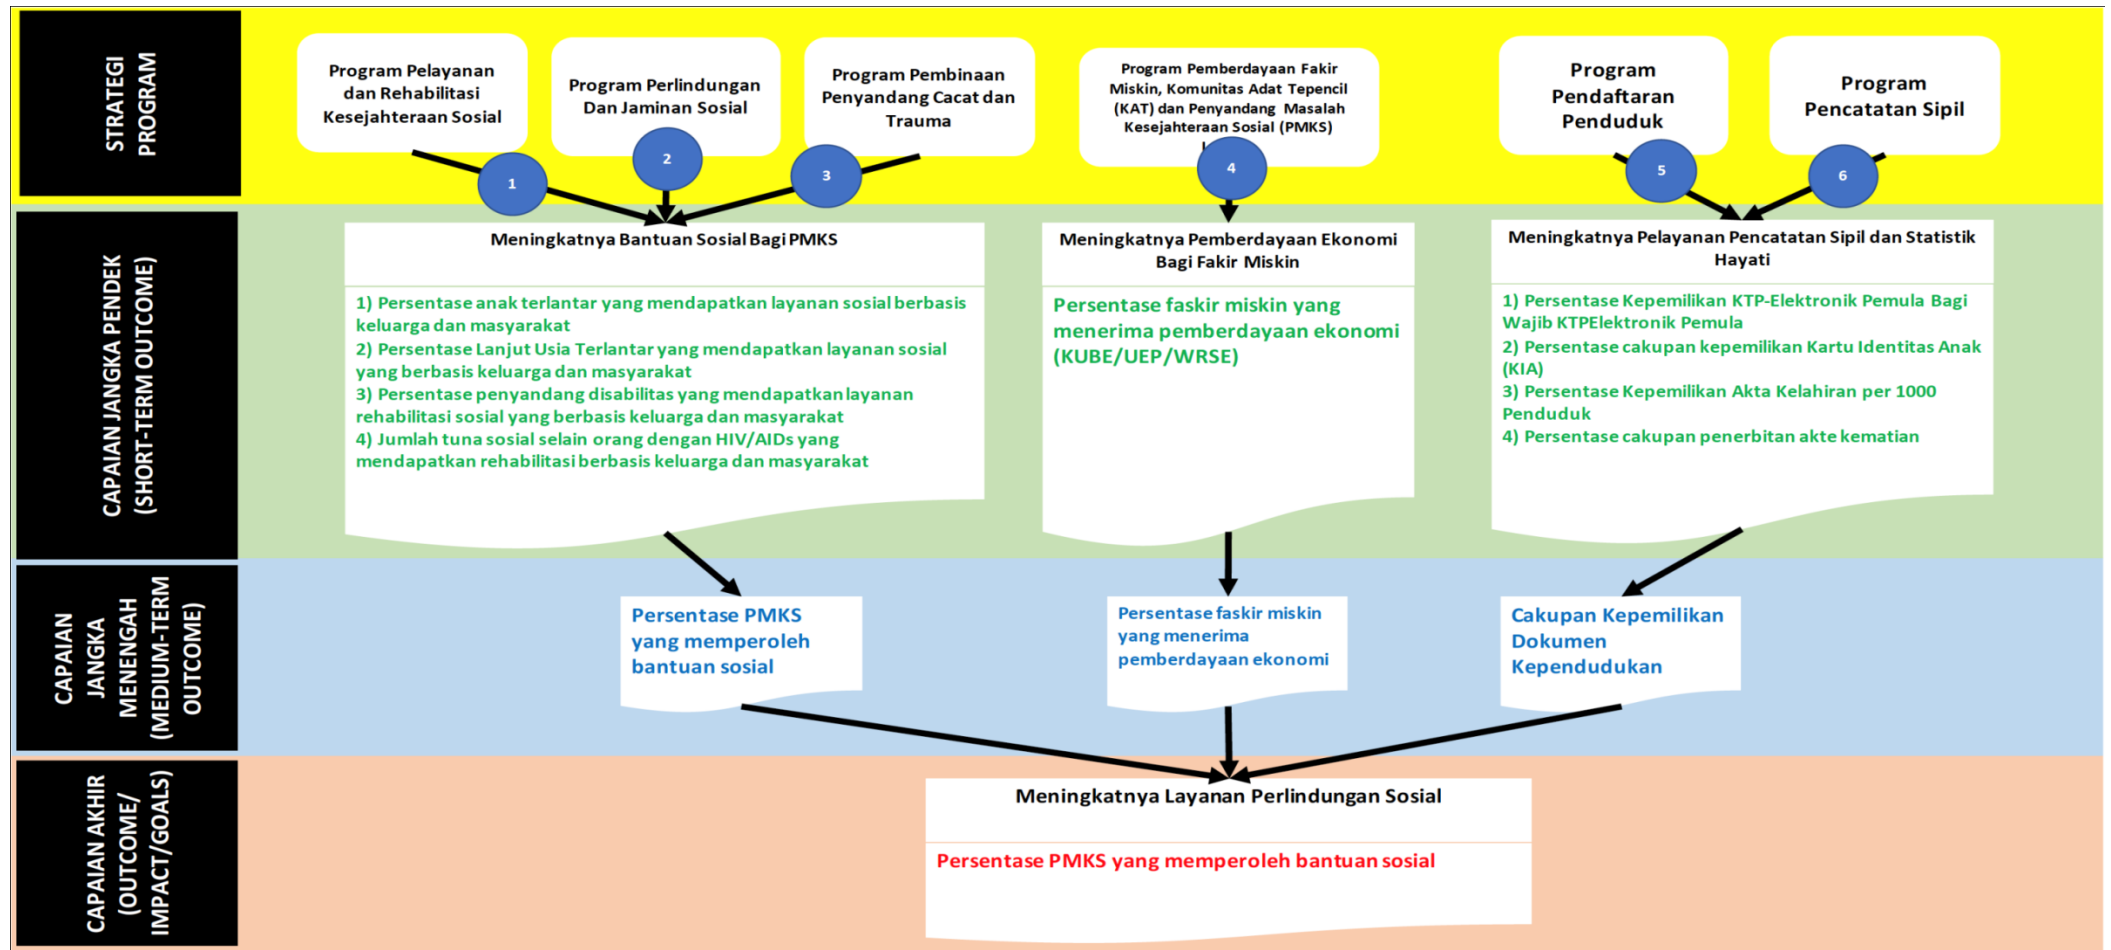 STRATEGI
PROGRAM
Program Pelayanan
dan Rehabilitasi
Kesejahteraan Sosial
Program Perlindungan
Dan Jaminan Sosial
Program Pembinaan
Penyandang Cacat dan
Trauma
Program Pemberdayaan Fakir
Miskin, Komunitas Adat Tepencil
(KAT) dan Penyandang Masalah
Kesejahteraan Sosial (PMKS)
Program
Pendaftaran
Penduduk
Program
Pencatatan Sipil
1
2
3
4
5
6
CAPAIAN JANGKA PENDEK
(SHORT-TERM OUTCOME)
Meningkatnya Bantuan Sosial Bagi PMKS
1) Persentase anak terlantar yang mendapatkan layanan sosial berbasis
keluarga dan masyarakat
2) Persentase Lanjut Usia Terlantar yang mendapatkan layanan sosial
yang berbasis keluarga dan masyarakat
3) Persentase penyandang disabilitas yang mendapatkan layanan
rehabilitasi sosial yang berbasis keluarga dan masyarakat
4) Jumlah tuna sosial selain orang dengan HIV/AIDs yang
mendapatkan rehabilitasi berbasis keluarga dan masyarakat
Meningkatnya Pemberdayaan Ekonomi
Bagi Fakir Miskin
Persentase faskir miskin yang
menerima pemberdayaan ekonomi
(KUBE/UEP/WRSE)
Meningkatnya Pelayanan Pencatatan Sipil dan Statistik
Hayati
1) Persentase Kepemilikan KTP-Elektronik Pemula Bagi
Wajib KTPElektronik Pemula
2) Persentase cakupan kepemilikan Kartu Identitas Anak
(KIA)
3) Persentase Kepemilikan Akta Kelahiran per 1000
Penduduk
4) Persentase cakupan penerbitan akte kematian
CAPAIAN
JANGKA
MENENGAH
(MEDIUM-TERM
OUTCOME)
Persentase PMKS
yang memperoleh
bantuan sosial
Persentase faskir miskin
yang menerima
pemberdayaan ekonomi
Cakupan Kepemilikan
Dokumen
Kependudukan
CAPAIAN AKHIR
(OUTCOME/
IMPACT/GOALS)
Meningkatnya Layanan Perlindungan Sosial
Persentase PMKS yang memperoleh bantuan sosial